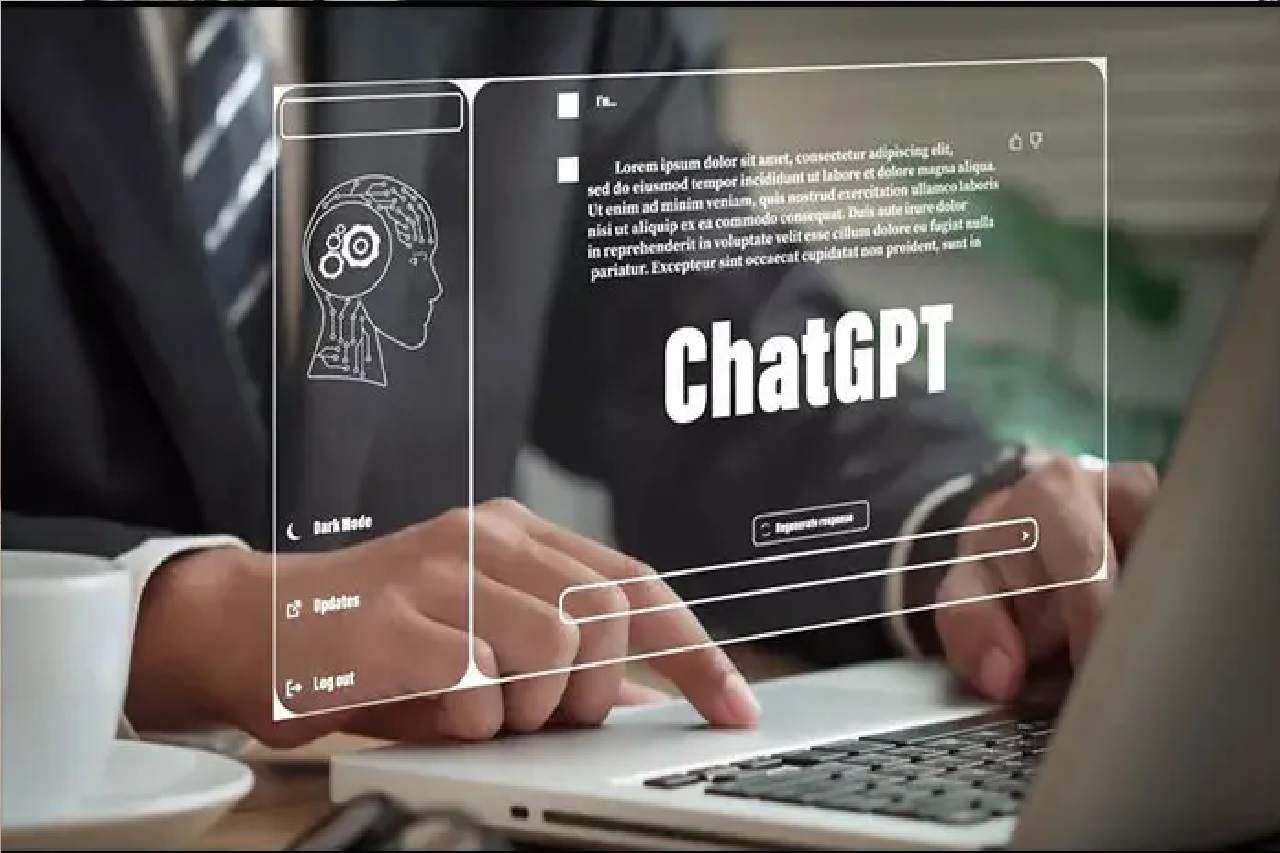 I'm...
Lorem ipsum dolor sit amet, consectetur adipiscing elit,
sed do eiusmod tempor incididunt ut labore et dolore magna aliqua.
Ut enim ad minim veniam, quis nostrud exercitation ullamco laboris
nisi ut aliquip ex ea commodo consequat. Duis aute irure dolor
in reprehenderit in voluptate velit esse cillum dolore eu fugiat nulla
pariatur. Excepteur sint occaecat cupidatat non proident, sunt in
ChatGPT
Regenerate response
Dark Mode
Updates
Log out